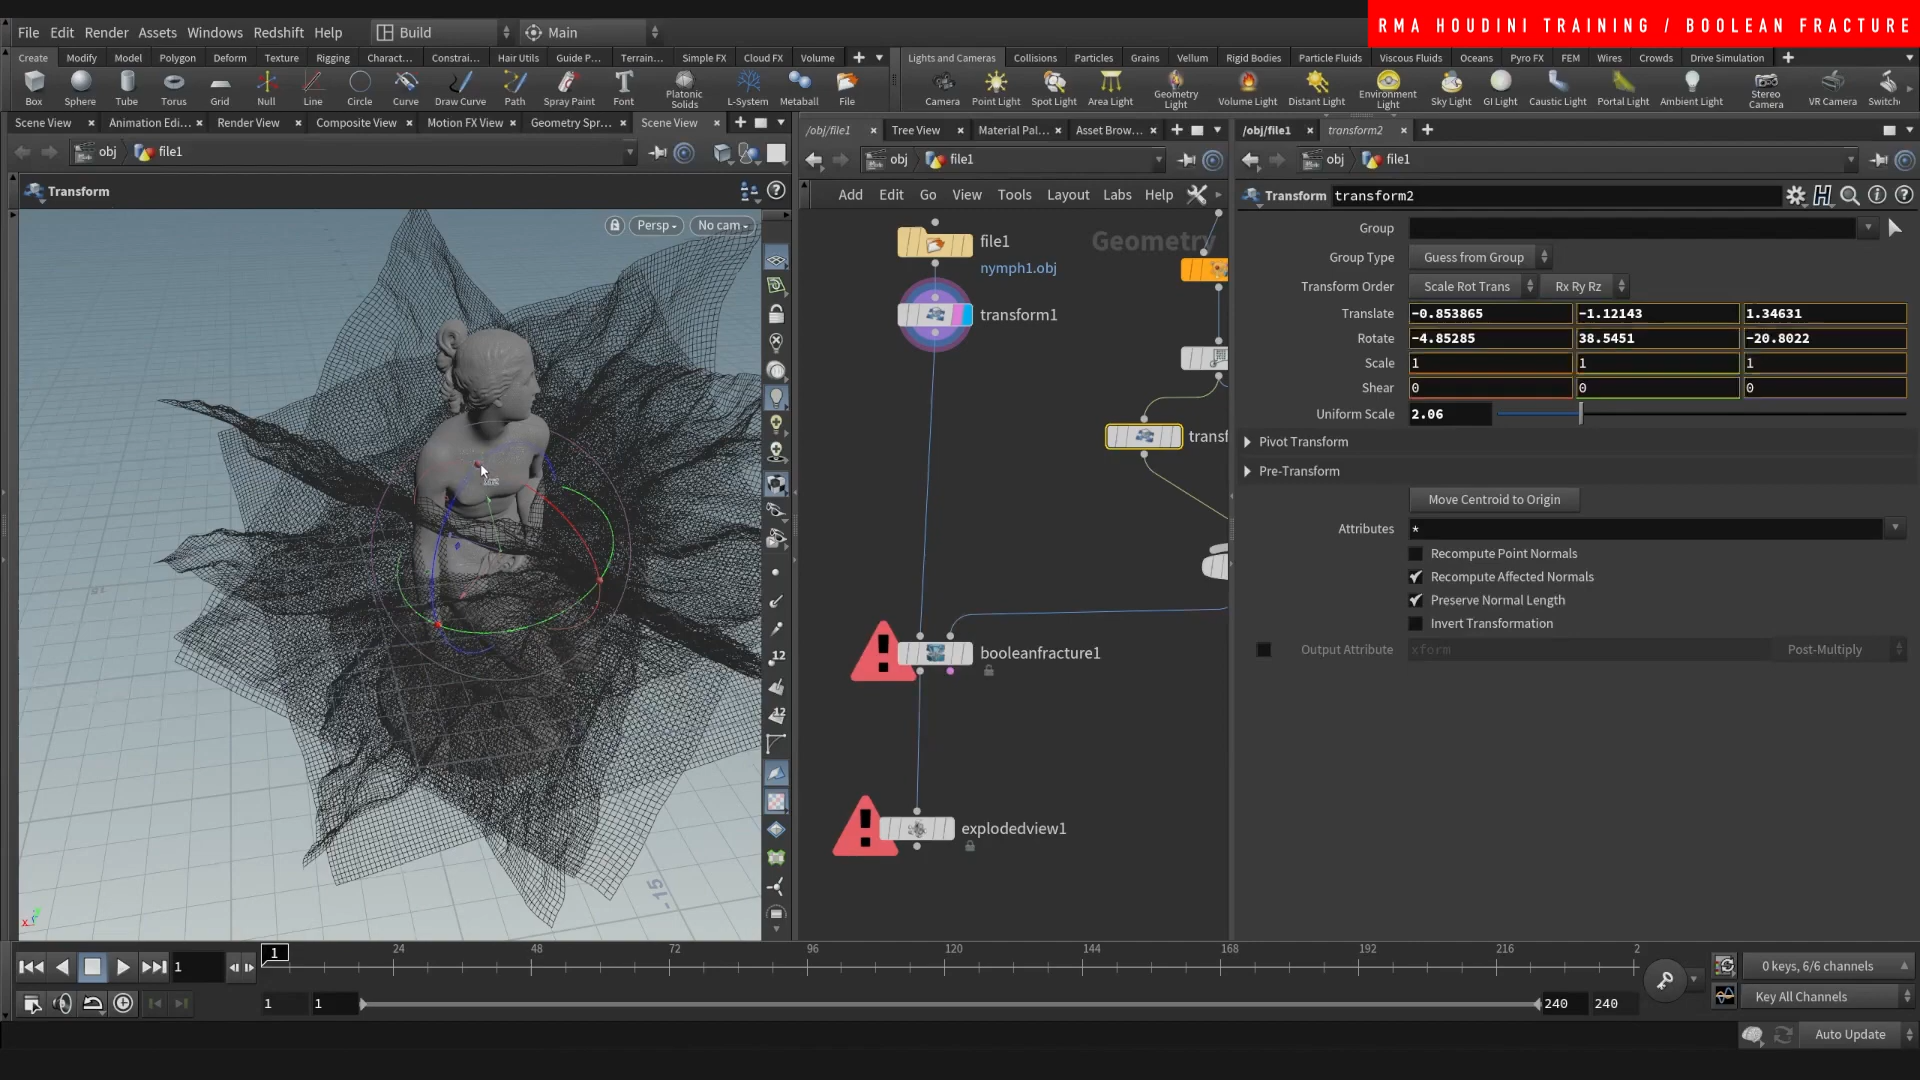 RMA HOUDINI TRAINING / BOOLEAN FRACTURE
File Edit Render Assets Windows Redshift Help Build Main
Create Modify Model Polygon Deform Texture Rigging Charact... Constrai... Hair Utils Guide P... Terrain... Simple FX Cloud FX Volume
Lights and Cameras Collisions Particles Grains Vellum Rigid Bodies Particle Fluids Viscous Fluids Oceans Pyro FX FEM Wires Crowds Drive Simulation
Box Sphere Tube Torus Grid Null Line Circle Curve Draw Curve Path Spray Paint Font Platonic Solids L-System Metaball File
Camera Point Light Spot Light Area Light Geometry Light Volume Light Distant Light Environment Light Sky Light GI Light Caustic Light Portal Light Ambient Light Stereo Camera VR Camera Switch
Scene View Animation Edi... Render View Composite View Motion FX View Geometry Spr... Scene View
/obj/file1 Tree View Material Pal... Asset Brow...
/obj/file1 transform2
obj file1
obj file1
obj file1
Transform
Add Edit Go View Tools Layout Labs Help
Transform transform2
Persp No cam
Geometry
file1
nymph1.obj
transform1
transf
booleanfracture1
explodedview1
12
12
-15
x
Group
Group Type Guess from Group
Transform Order Scale Rot Trans Rx Ry Rz
Translate -0.853865 -1.12143 1.34631
Rotate -4.85285 38.5451 -20.8022
Scale 1 1 1
Shear 0 0 0
Uniform Scale 2.06
Pivot Transform
Pre-Transform
Move Centroid to Origin
Attributes *
Recompute Point Normals
Recompute Affected Normals
Preserve Normal Length
Invert Transformation
Output Attribute xform Post-Multiply
1 1 24 48 72 96 120 144 168 192 216 2
0 keys, 6/6 channels
1 1 240 240
Key All Channels
Auto Update